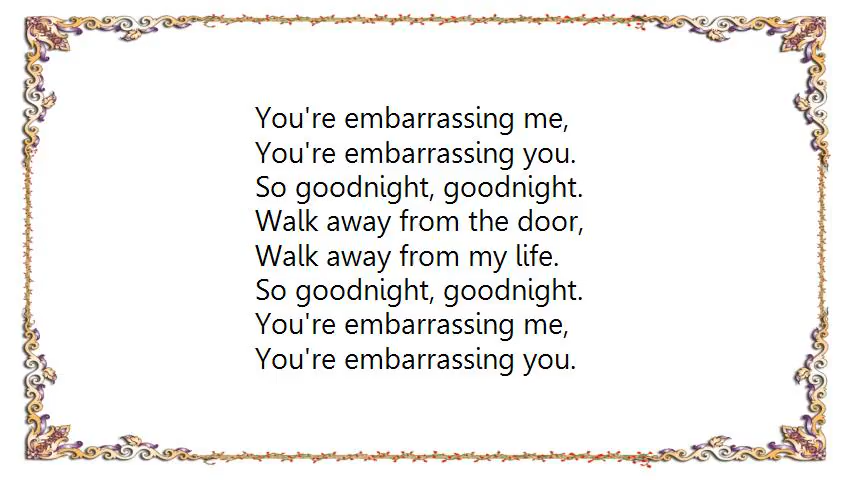 You're embarrassing me,
You're embarrassing you.
So goodnight, goodnight.
Walk away from the door,
Walk away from my life.
So goodnight, goodnight.
You're embarrassing me,
You're embarrassing you.